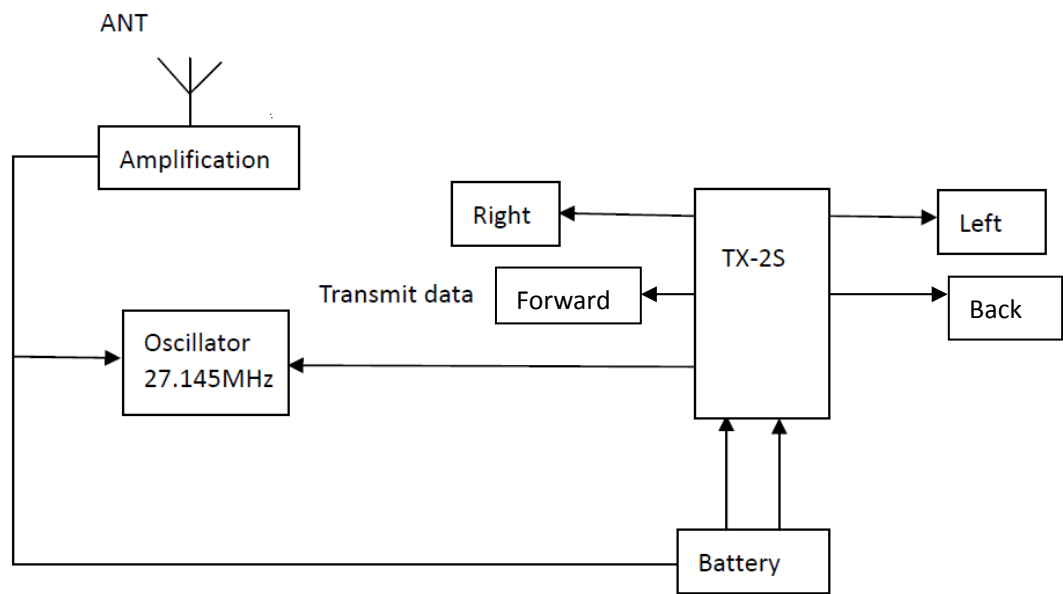 ANT
Amplification
Right
Left
TX-2S
Transmit data
Forward
Back
Oscillator
27.145MHz
Battery